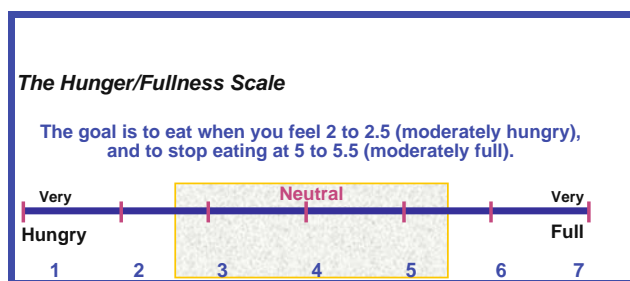 The Hunger/Fullness Scale
The goal is to eat when you feel 2 to 2.5 (moderately hungry),
and to stop eating at 5 to 5.5 (moderately full).
Very Neutral Very
Hungry Full
1 2 3 4 5 6 7